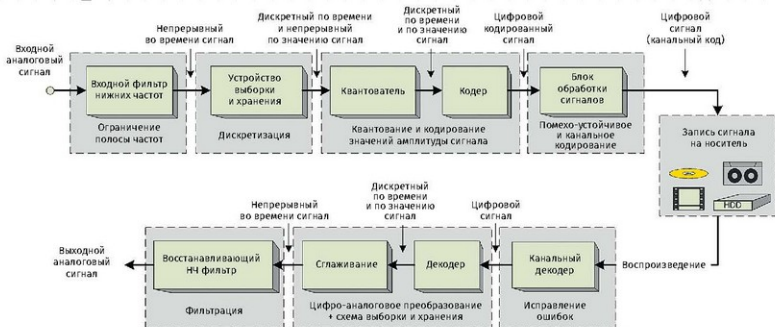 Входной
аналоговый
сигнал
Непрерывный
во времени сигнал
Дискретный по времени
и непрерывный
по значению сигнал
Дискретный
по времени
и по значению
сигнал
Цифровой
кодированный
сигнал
Цифровой
сигнал
(канальный код)
Входной фильтр
нижних частот
Ограничение
полосы частот
Устройство
выборки
и хранения
Дискретизация
Квантователь
Кодер
Квантование и кодирование
значений амплитуды сигнала
Блок
обработки
сигналов
Помехо-устойчивое
и канальное
кодирование
Запись сигнала
на носитель
HDD
Воспроизведение
Канальный
декодер
Исправление
ошибок
Цифровой
сигнал
Декодер
Дискретный
по времени
и по значению
сигнал
Сглаживание
Цифро-аналоговое преобразование
+ схема выборки и хранения
Непрерывный
во времени сигнал
Восстанавливающий
НЧ фильтр
Фильтрация
Выходной
аналоговый
сигнал